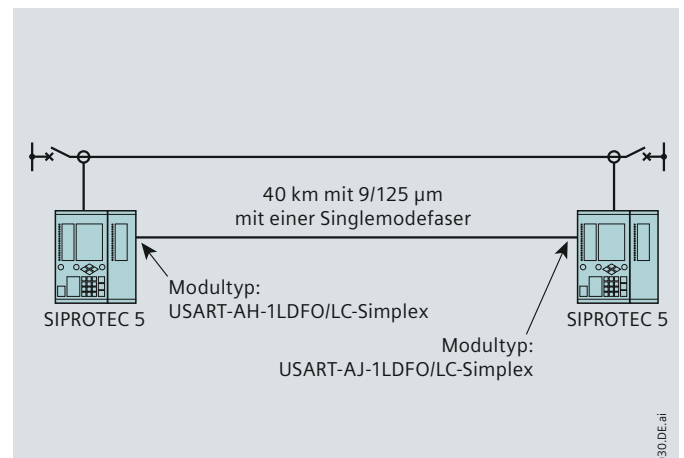 40 km mit 9/125 µm
mit einer Singlemodefaser
Modultyp:
USART-AH-1LDFO/LC-Simplex
SIPROTEC 5
SIPROTEC 5
Modultyp:
USART-AJ-1LDFO/LC-Simplex
30.DE.ai